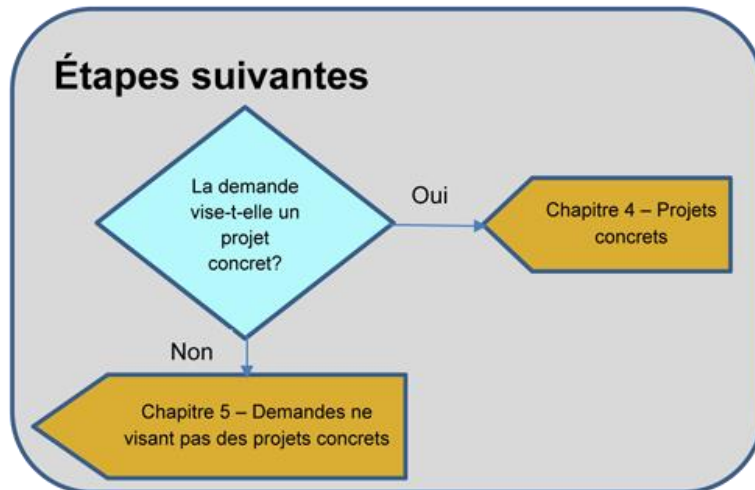 Étapes suivantes
La demande
vise-t-elle un
projet
concret?
Oui
Chapitre 4 – Projets
concrets
Non
Chapitre 5 – Demandes ne
visant pas des projets concrets